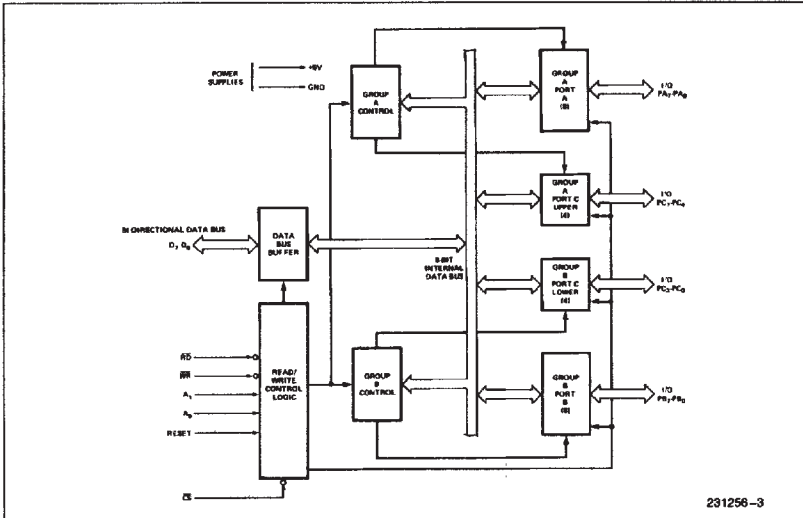 POWER
SUPPLIES
+5V
GND
GROUP
A
CONTROL
GROUP
A
PORT
A
(8)
I/O
PA7-PA0
GROUP
A
PORT C
UPPER
(4)
I/O
PC7-PC4
BI DIRECTIONAL DATA BUS
D7 D0
DATA
BUS
BUFFER
8-BIT
INTERNAL
DATA BUS
GROUP
B
PORT C
LOWER
(4)
I/O
PC3-PC0
RD
WR
A1
A0
RESET
CS
READ/
WRITE
CONTROL
LOGIC
GROUP
B
CONTROL
GROUP
B
PORT
B
(8)
I/O
PB7-PB0
231256-3